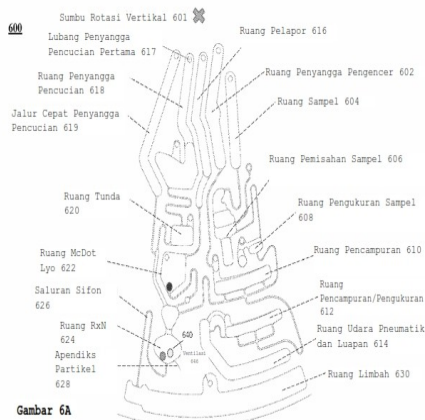 Sumbu Rotasi Vertikal 601
600
Lubang Penyangga
Pencucian Pertama 617
Ruang Pelapor 616
Ruang Penyangga
Pencucian 618
Ruang Penyangga Pengencer 602
Jalur Cepat Penyangga
Pencucian 619
Ruang Sampel 604
Ruang Pemisahan Sampel 606
Ruang Tunda
620
Ruang Pengukuran Sampel
608
Ruang McDot
Lyo 622
Ruang Pencampuran 610
Saluran Sifon
626
Ruang
Pencampuran/Pengukuran
612
Ruang RxN
624
640
Ventilasi
Ruang Udara Pneumatik
dan Luapan 614
Apendiks
Partikel
628
Ruang Limbah 630
Gambar 6A